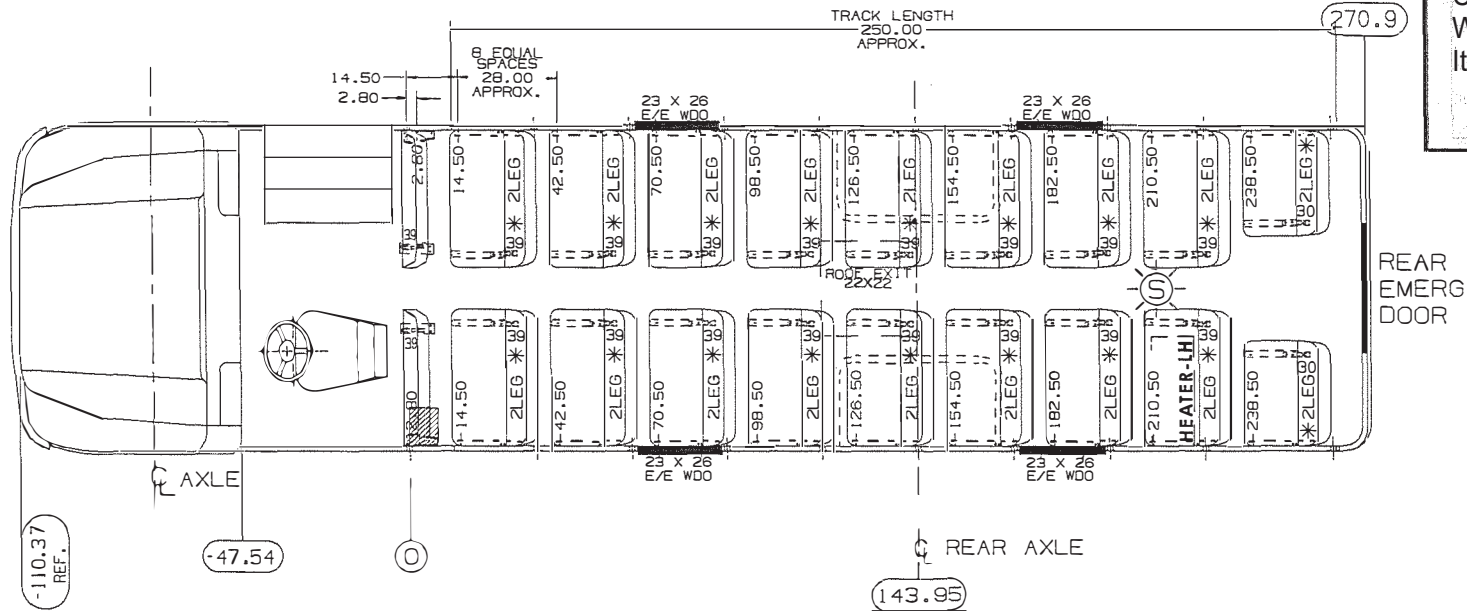 TRACK LENGTH
250.00
APPROX.
270.9
W
It
8 EQUAL
SPACES
28.00
APPROX.
14.50
2.80
23 X 26
E/E WDO
23 X 26
E/E WDO
2.80
39
14.50
2LEG
*
39
42.50
2LEG
*
39
70.50
2LEG
*
39
98.50
2LEG
*
39
126.50
2LEG
*
39
154.50
2LEG
*
39
182.50
2LEG
*
39
210.50
2LEG
*
39
238.50
2LEG
*
30
ROOF EXIT
22X22
S
REAR
EMERG
DOOR
39
2.80
14.50
39
*
2LEG
42.50
39
*
2LEG
70.50
39
*
2LEG
98.50
39
*
2LEG
126.50
39
*
2LEG
154.50
39
*
2LEG
182.50
39
*
2LEG
210.50
HEATER-LH
39
*
2LEG
238.50
30
2LEG
*
23 X 26
E/E WDO
23 X 26
E/E WDO
CL AXLE
-110.37
REF.
-47.54
0
CL REAR AXLE
143.95